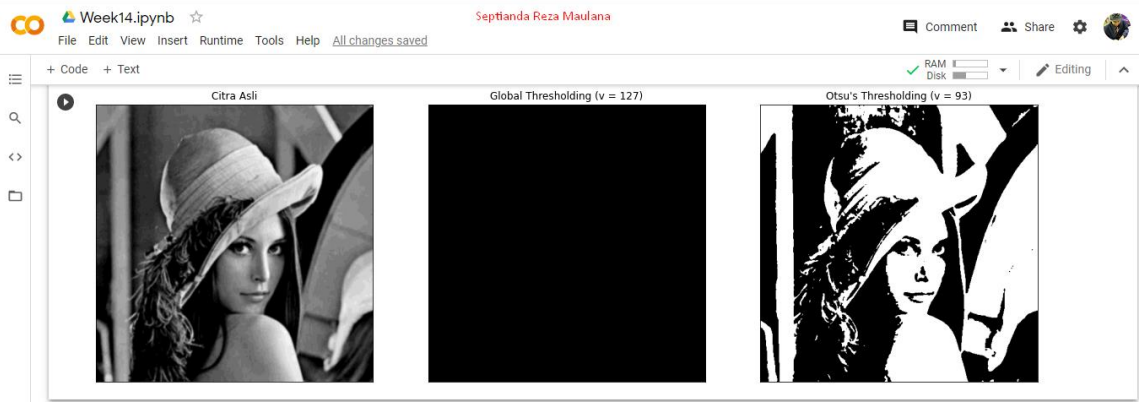 Week14.ipynb
Septianda Reza Maulana
Comment Share
File Edit View Insert Runtime Tools Help All changes saved
+ Code + Text
RAM
Disk
Editing
Citra Asli
Global Thresholding (v = 127)
Otsu's Thresholding (v = 93)